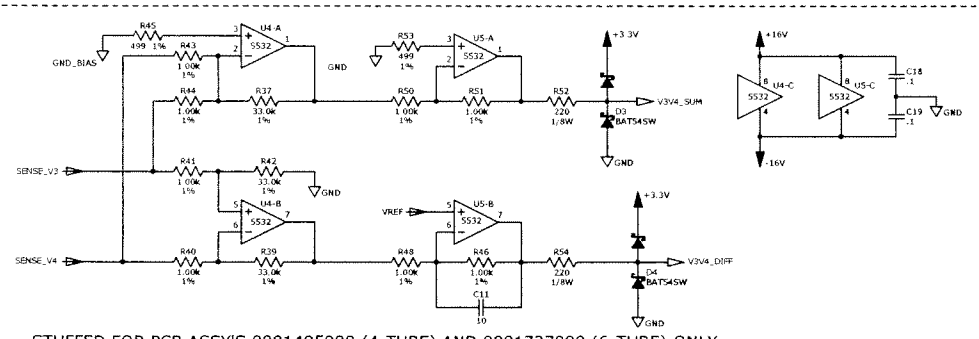 R45
499 1%
GND_BIAS
R43
1.00k
1%
3
2
1
U4-A
5532
R44
1.00k
1%
R37
33.0k
1%
GND
R53
499
1%
3
2
1
U5-A
5532
R50
1.00k
1%
R51
1.00k
1%
R52
220
1/8W
+3.3V
V3V4_SUM
D3
BAT54SW
GND
+16V
8
5532
4
U4-C
8
5532
4
U5-C
C18
.1
C19
.1
GND
-16V
SENSE_V3
R41
1.00k
1%
R42
33.0k
1%
GND
5
6
7
U4-B
5532
SENSE_V4
R40
1.00k
1%
R39
33.0k
1%
VREF
5
6
7
U5-B
5532
R48
1.00k
1%
R46
1.00k
1%
C11
10
R54
220
1/8W
+3.3V
V3V4_DIFF
D4
BAT54SW
GND